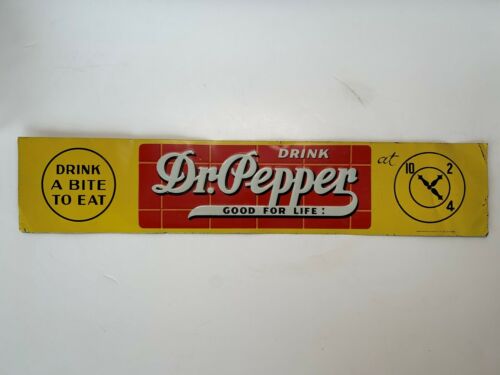 DRINK
A BITE
TO EAT
DRINK
Dr. Pepper
GOOD FOR LIFE!
at
10 2
4